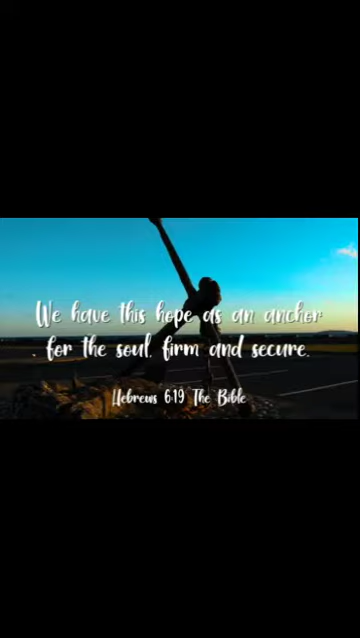 We have this hope as an anchor
for the soul, firm and secure.
Hebrews 6:19 The Bible